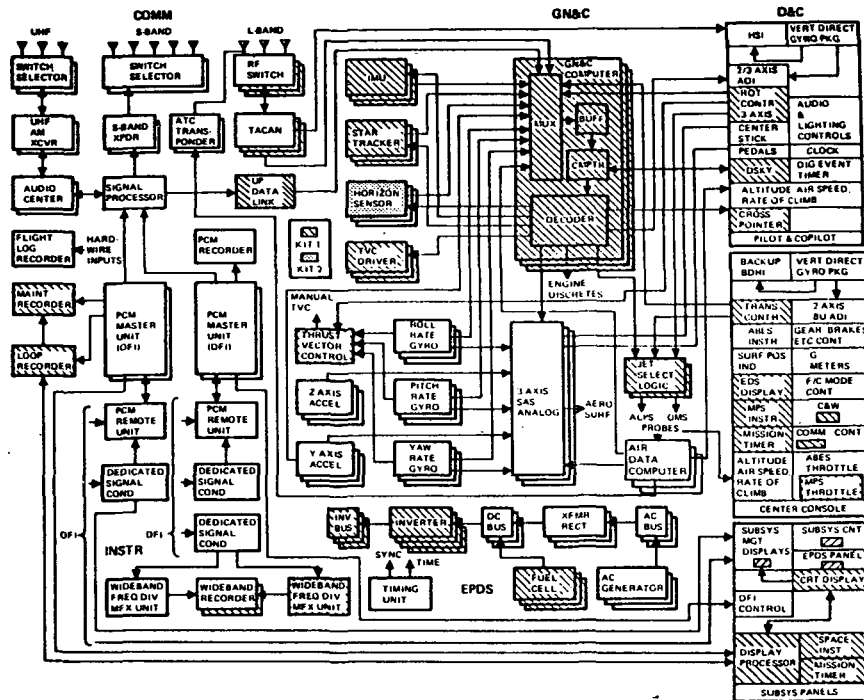 COMM
GN&C
D&C
UHF
S-BAND
L-BAND
SWITCH
SELECTOR
SWITCH
SELECTOR
RF
SWITCH
UHF
AM
XCVR
S-BAND
XPDR
ATC
TRANS-
PONDER
TACAN
AUDIO
CENTER
SIGNAL
PROCESSOR
UP
DATA
LINK
FLIGHT
LOG
RECORDER
HARD-
WIRE
INPUTS
PCM
RECORDER
MAINT
RECORDER
LOOP
RECORDER
PCM
MASTER
UNIT
(OFI)
PCM
MASTER
UNIT
(DFI)
PCM
REMOTE
UNIT
PCM
REMOTE
UNIT
DEDICATED
SIGNAL
COND
DEDICATED
SIGNAL
COND
DEDICATED
SIGNAL
COND
OFI
DFI
INSTR
WIDEBAND
FREQ DIV
MFX UNIT
WIDEBAND
RECORDER
WIDEBAND
FREQ DIV
MFX UNIT
IMU
STAR
TRACKER
HORIZON
SENSOR
TVC
DRIVER
KIT 1
KIT 2
GN&C
COMPUTER
MUX
BUFF
CMPTR
DECODER
ENGINE
DISCRETES
MANUAL
TVC
THRUST
VECTOR
CONTROL
ROLL
RATE
GYRO
Z AXIS
ACCEL
PITCH
RATE
GYRO
Y AXIS
ACCEL
YAW
RATE
GYRO
3 AXIS
SAS
ANALOG
AERO
SURF
JET
SELECT
LOGIC
ACPS
OMS
PROBES
AIR
DATA
COMPUTER
INV
BUS
INVERTER
DC
BUS
XFMR
RECT
AC
BUS
SYNC
TIME
TIMING
UNIT
EPDS
FUEL
CELL
AC
GENERATOR
HSI
VERT DIRECT
GYRO PKG
2/3 AXIS
ADI
ROT
CONTR
3 AXIS
CENTER
STICK
AUDIO
&
LIGHTING
CONTROLS
PEDALS
CLOCK
DSKY
DIG EVENT
TIMER
ALTITUDE AIR SPEED,
RATE OF CLIMB
CROSS
POINTER
PILOT & COPILOT
BACKUP
BDHI
VERT DIRECT
GYRO PKG
TRANS
CONTH
2 AXIS
BU ADI
ABES
INSTR
GEAR BRAKES
ETC CONT
SURF POS
IND
G
METERS
EDS
DISPLAY
F/C MODE
CONT
MPS
INSTR
C&W
MISSION
TIMER
COMM CONT
ALTITUDE
AIR SPEED,
RATE OF
CLIMB
ABES
THROTTLE
MPS
THROTTLE
CENTER CONSOLE
SUBSYS
MGT
DISPLAYS
SUBSYS CNT
EPDS PANEL
CRT DISPLAY
DFI
CONTROL
DISPLAY
PROCESSOR
SPACE
INST
MISSION
TIMER
SUBSYS PANELS